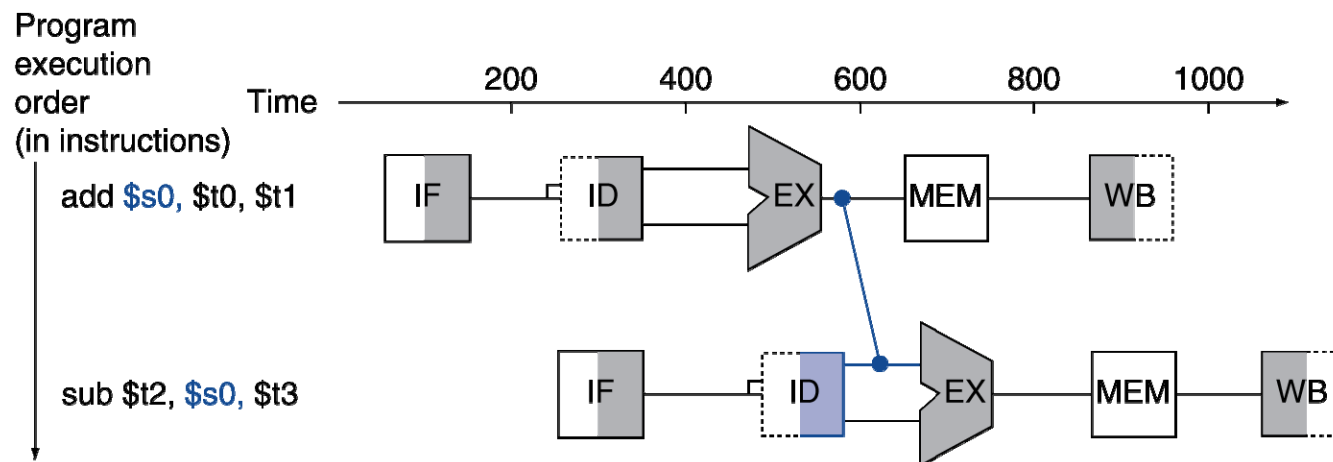 Program
execution
order
(in instructions)
Time
200 400 600 800 1000
add $s0, $t0, $t1
IF ID EX MEM WB
sub $t2, $s0, $t3
IF ID EX MEM WB